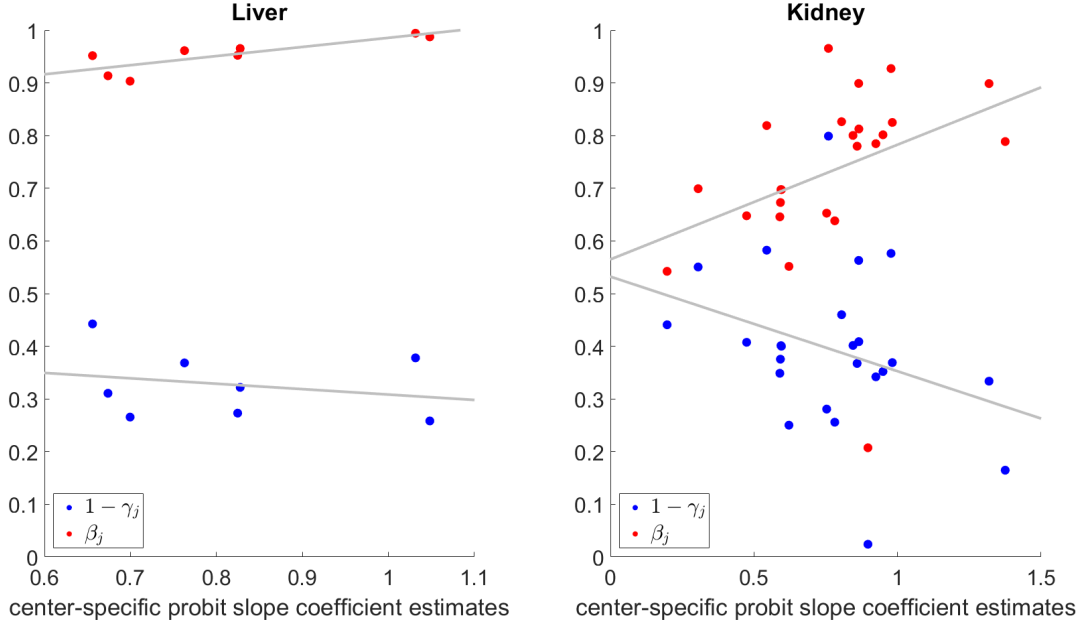 Liver
1
0.9
0.8
0.7
0.6
0.5
0.4
0.3
0.2
0.1
0
1 − γj
βj
0.6 0.7 0.8 0.9 1 1.1
center-specific probit slope coefficient estimates
Kidney
1
0.9
0.8
0.7
0.6
0.5
0.4
0.3
0.2
0.1
0
1 − γj
βj
0 0.5 1 1.5
center-specific probit slope coefficient estimates